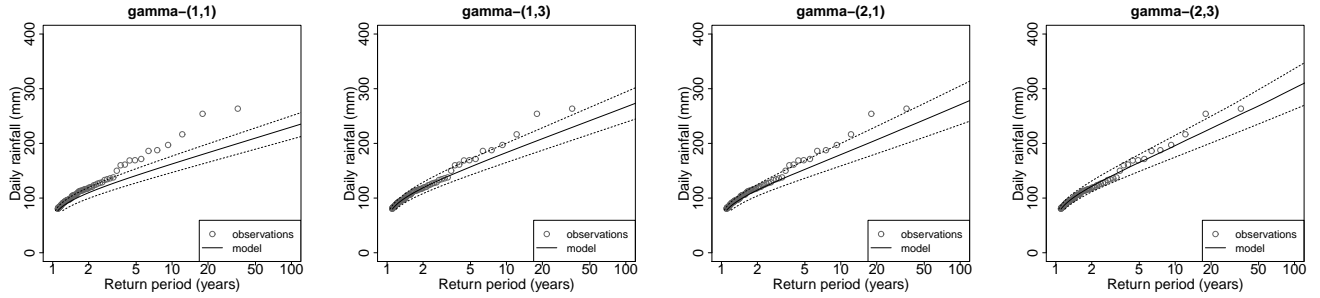 gamma−(1,1)
Daily rainfall (mm)
0 100 200 300 400
1 2 5 10 20 50 100
Return period (years)
observations
model
gamma−(1,3)
Daily rainfall (mm)
0 100 200 300 400
1 2 5 10 20 50 100
Return period (years)
observations
model
gamma−(2,1)
Daily rainfall (mm)
0 100 200 300 400
1 2 5 10 20 50 100
Return period (years)
observations
model
gamma−(2,3)
Daily rainfall (mm)
0 100 200 300 400
1 2 5 10 20 50 100
Return period (years)
observations
model